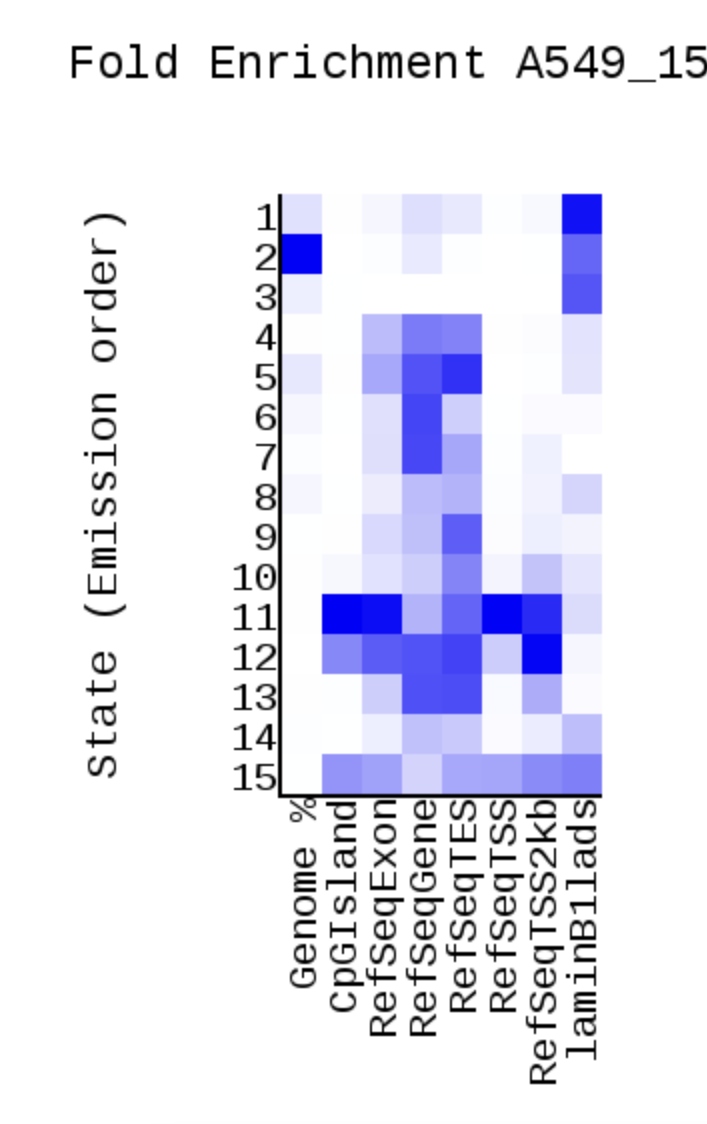 Fold Enrichment A549_15
State (Emission order)
1
2
3
4
5
6
7
8
9
10
11
12
13
14
15
Genome %
CpGIsland
RefSeqExon
RefSeqGene
RefSeqTES
RefSeqTSS
RefSeqTSS2kb
laminB1lads